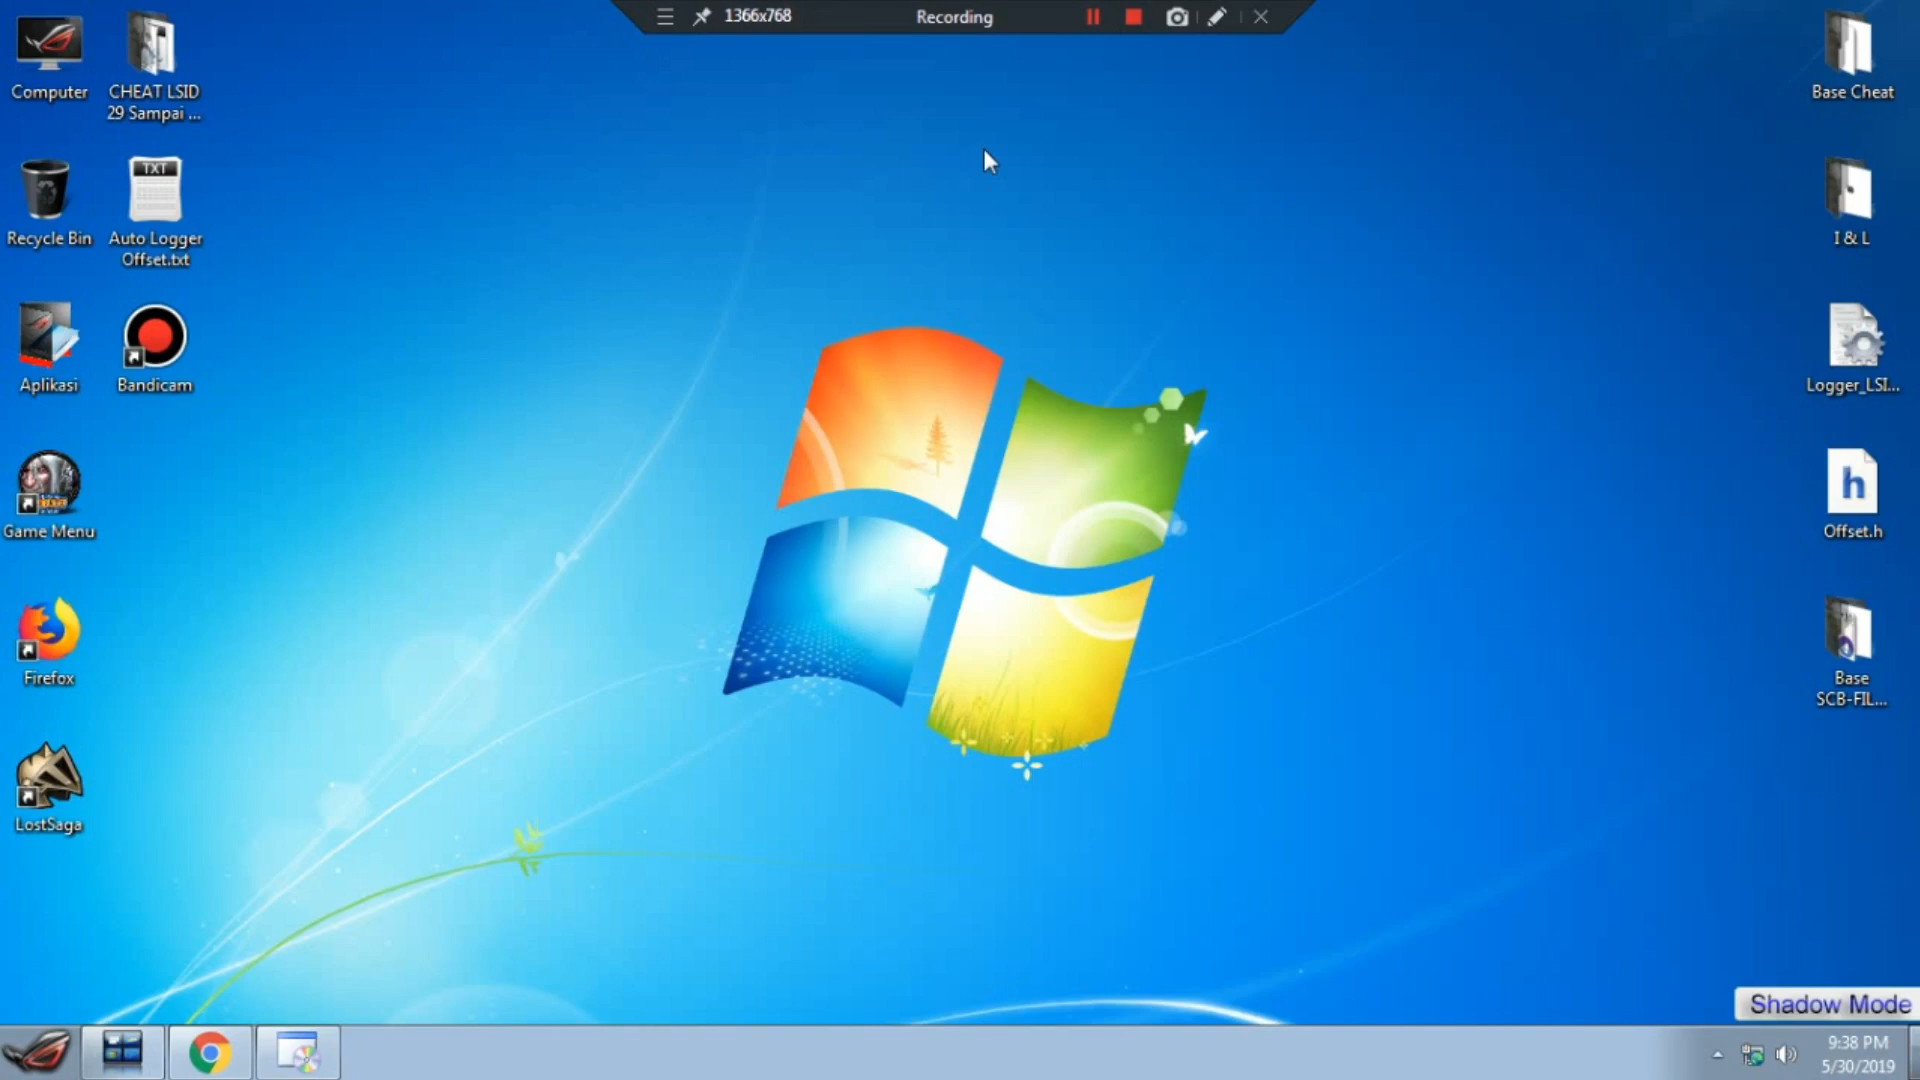 1366x768
Recording
Computer
CHEAT LSID
29 Sampai ...
Base Cheat
TXT
Recycle Bin
Auto Logger
Offset.txt
I & L
Aplikasi
Bandicam
Logger_LSI...
Game Menu
h
Offset.h
Firefox
Base
SCB-FIL...
LostSaga
Shadow Mode
9:38 PM
5/30/2019